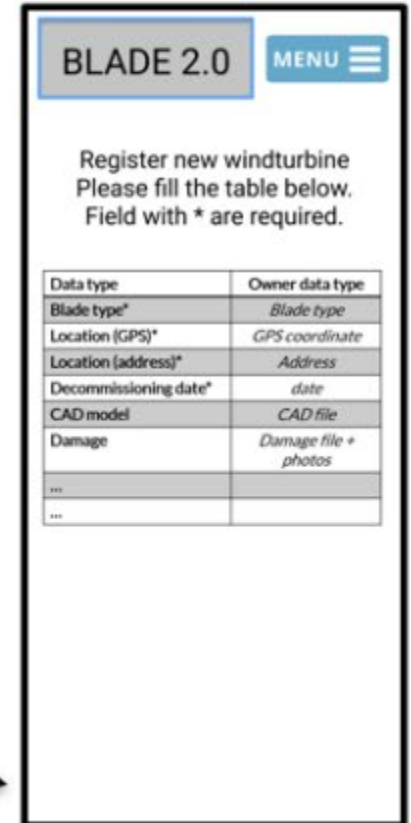 BLADE 2.0
MENU
Register new windturbine
Please fill the table below.
Field with * are required.
Data type Owner data type
Blade type* Blade type
Location (GPS)* GPS coordinate
Location (address)* Address
Decommissioning date* date
CAD model CAD file
Damage Damage file +
photos
...
...